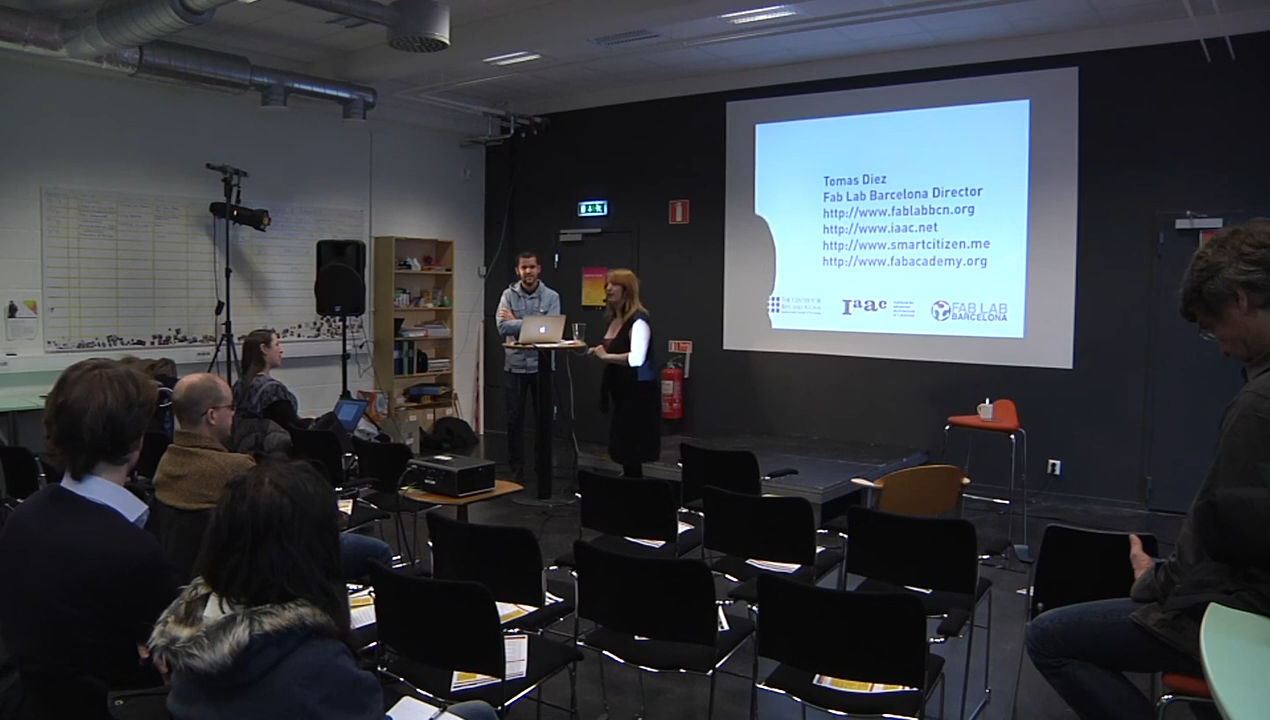 Tomas Diez
Fab Lab Barcelona Director
http://www.fablabbcn.org
http://www.iaac.net
http://www.smartcitizen.me
http://www.fabacademy.org
Iaac
FAB LAB
BARCELONA